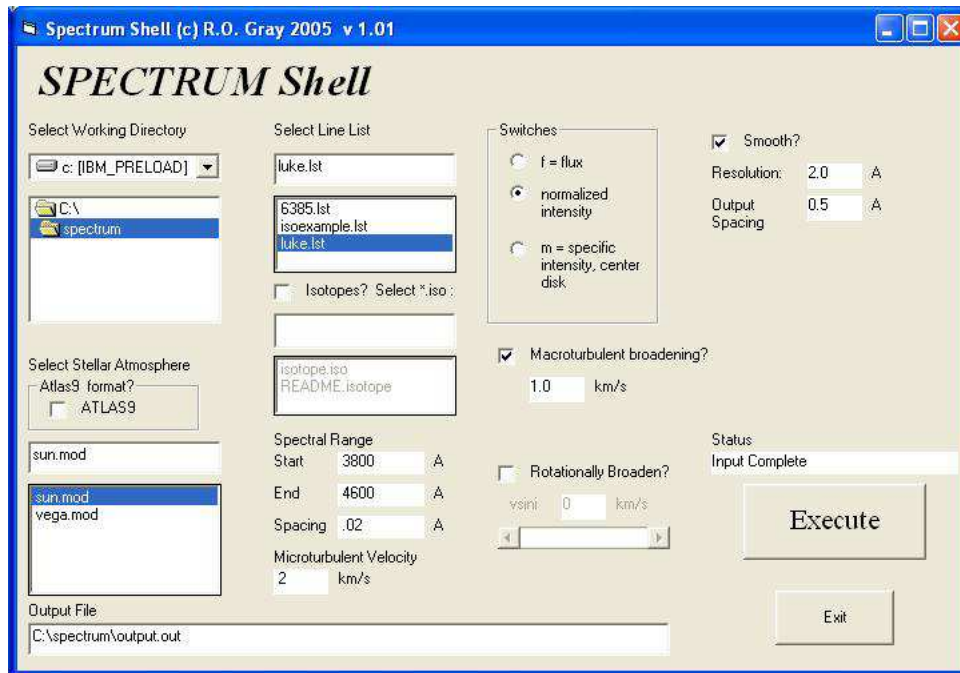 Spectrum Shell (c) R.O. Gray 2005 v 1.01
SPECTRUM Shell
Select Working Directory
c: [IBM_PRELOAD]
C:\
spectrum
Select Stellar Atmosphere
Atlas9 format?
ATLAS9
sun.mod
sun.mod
vega.mod
Select Line List
luke.lst
6385.lst
isoexample.lst
luke.lst
Isotopes? Select *.iso :
isotope.iso
README.isotope
Spectral Range
Start 3800 A
End 4600 A
Spacing .02 A
Microturbulent Velocity
2 km/s
Switches
f = flux
normalized
intensity
m = specific
intensity, center
disk
Macroturbulent broadening?
1.0 km/s
Rotationally Broaden?
vsini 0 km/s
Smooth?
Resolution: 2.0 A
Output
Spacing
0.5 A
Status
Input Complete
Execute
Exit
Output File
C:\spectrum\output.out